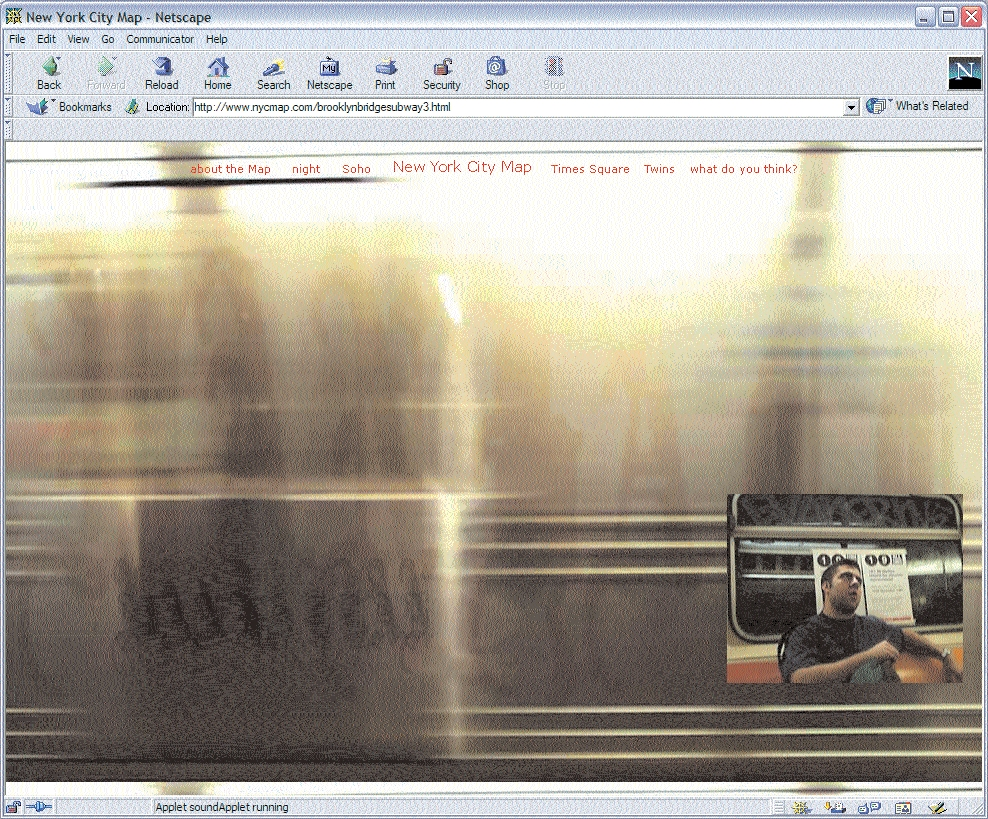 New York City Map - Netscape
File Edit View Go Communicator Help
My
N
Back Forward Reload Home Search Netscape Print Security Shop Stop
Bookmarks Location: http://www.nycmap.com/brooklynbridgesubway3.html What's Related
about the Map night Soho New York City Map Times Square Twins what do you think?
Applet soundApplet running